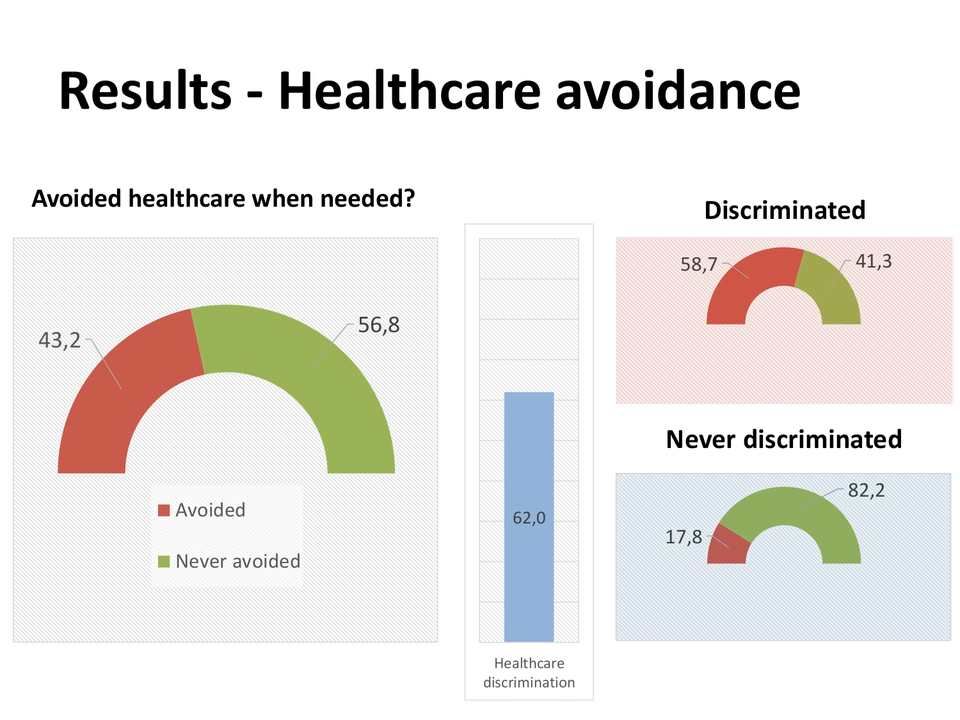 Results - Healthcare avoidance
Avoided healthcare when needed?
43,2
56,8
Avoided
Never avoided
62,0
Healthcare
discrimination
Discriminated
58,7
41,3
Never discriminated
82,2
17,8